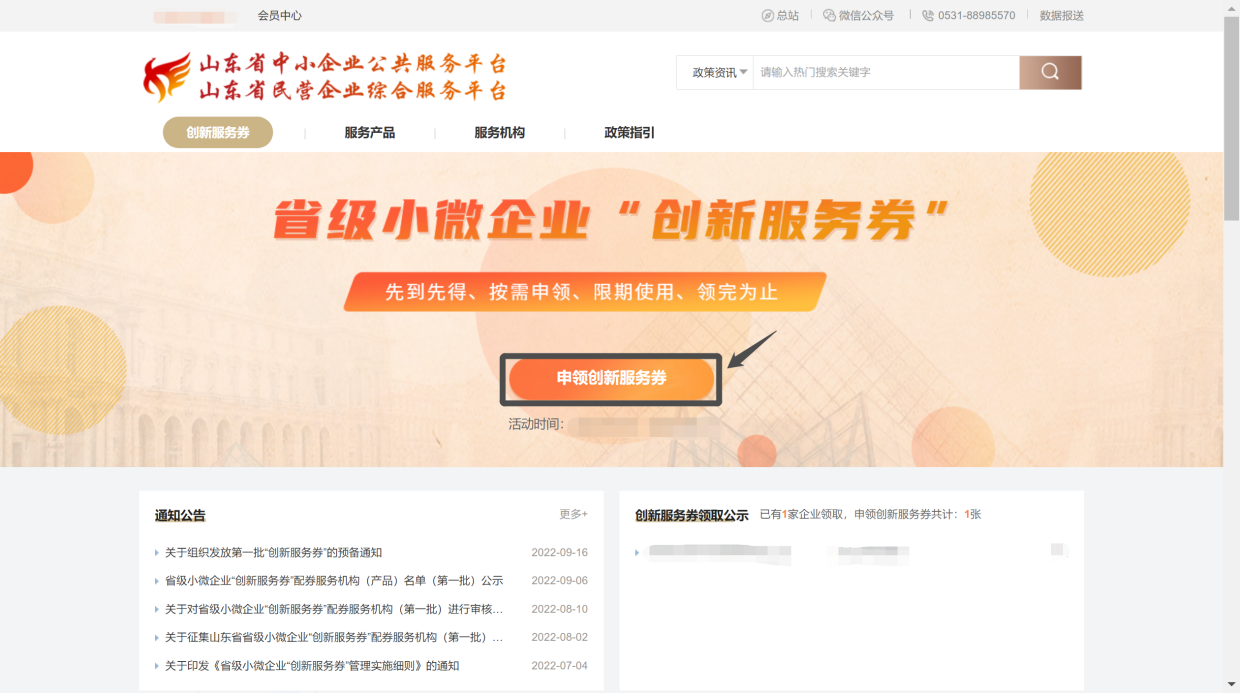 会员中心 总站 微信公众号 0531-88985570 数据报送
山东省中小企业公共服务平台
山东省民营企业综合服务平台
政策资讯 请输入热门搜索关键字
创新服务券 服务产品 服务机构 政策指引
省级小微企业“创新服务券”
先到先得、按需申领、限期使用、领完为止
申领创新服务券
活动时间：
通知公告 更多+
关于组织发放第一批“创新服务券”的预备通知 2022-09-16
省级小微企业“创新服务券”配券服务机构（产品）名单（第一批）公示 2022-09-06
关于对省级小微企业“创新服务券”配券服务机构（第一批）进行审核... 2022-08-10
关于征集山东省省级小微企业“创新服务券”配券服务机构（第一批）... 2022-08-02
关于印发《省级小微企业“创新服务券”管理实施细则》的通知 2022-07-04
创新服务券领取公示 已有1家企业领取，申领创新服务券共计：1张